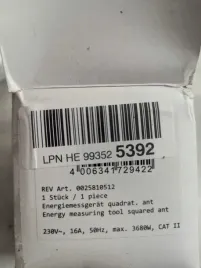 LPN HE 99352 5392
4 006341 729422
REV Art. 0025810512
1 Stück / 1 piece
Energiemessgerät quadrat. ant
Energy measuring tool squared ant
230V~, 16A, 50Hz, max. 3680W, CAT II